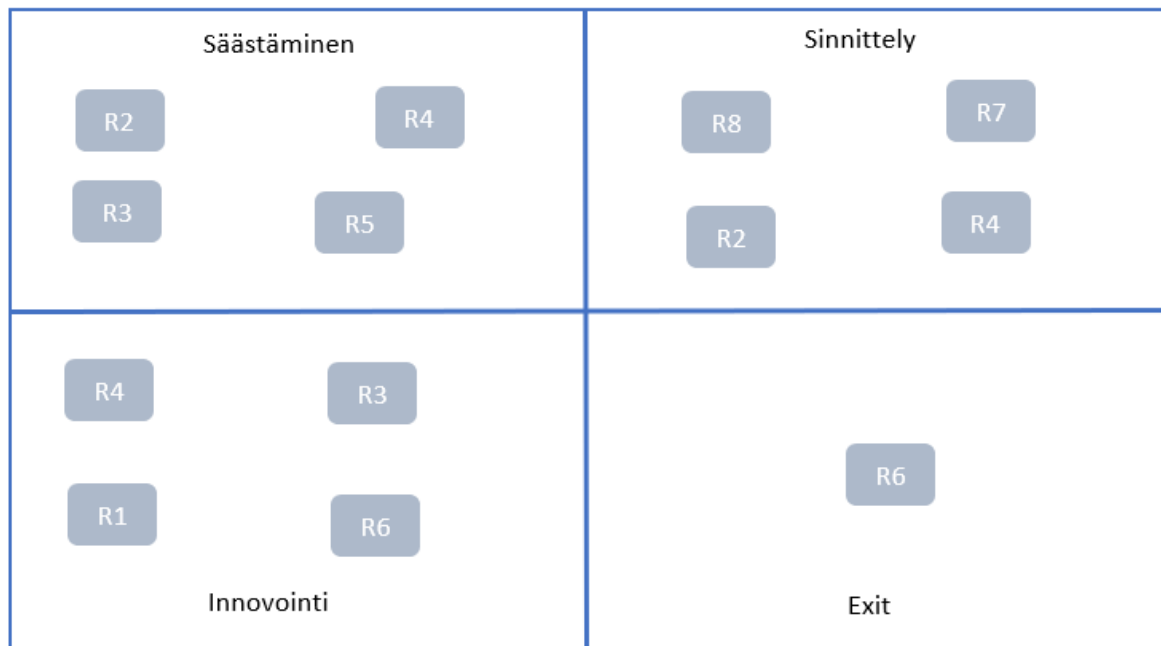 Säästäminen
R2
R4
R3
R5
Sinnittely
R8
R7
R2
R4
R4
R3
R1
R6
Innovointi
R6
Exit